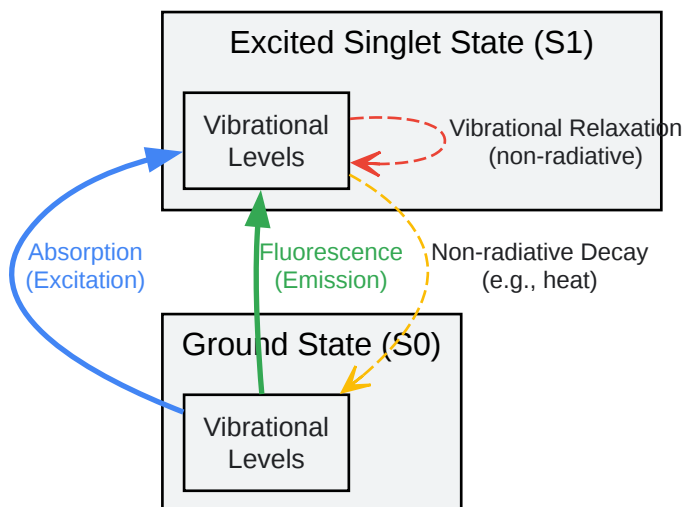 Excited Singlet State (S1)
Vibrational
Levels
Vibrational Relaxation
(non-radiative)
Absorption
(Excitation)
Fluorescence
(Emission)
Non-radiative Decay
(e.g., heat)
Ground State (S0)
Vibrational
Levels